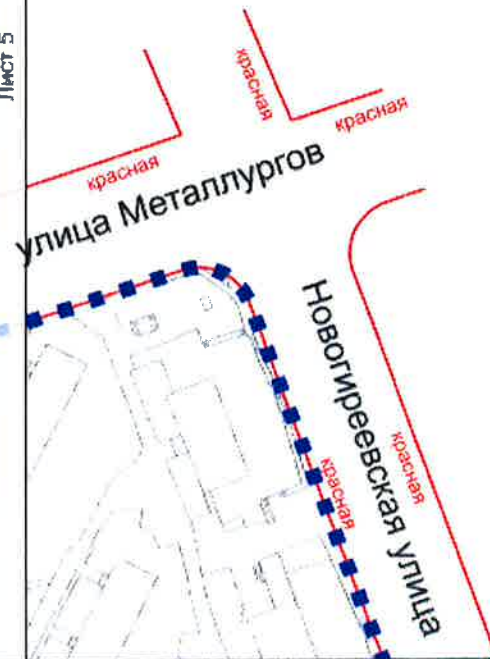 Лист 5
красная
красная
красная
улица Металлургов
Новогиреевская улица
красная
красная